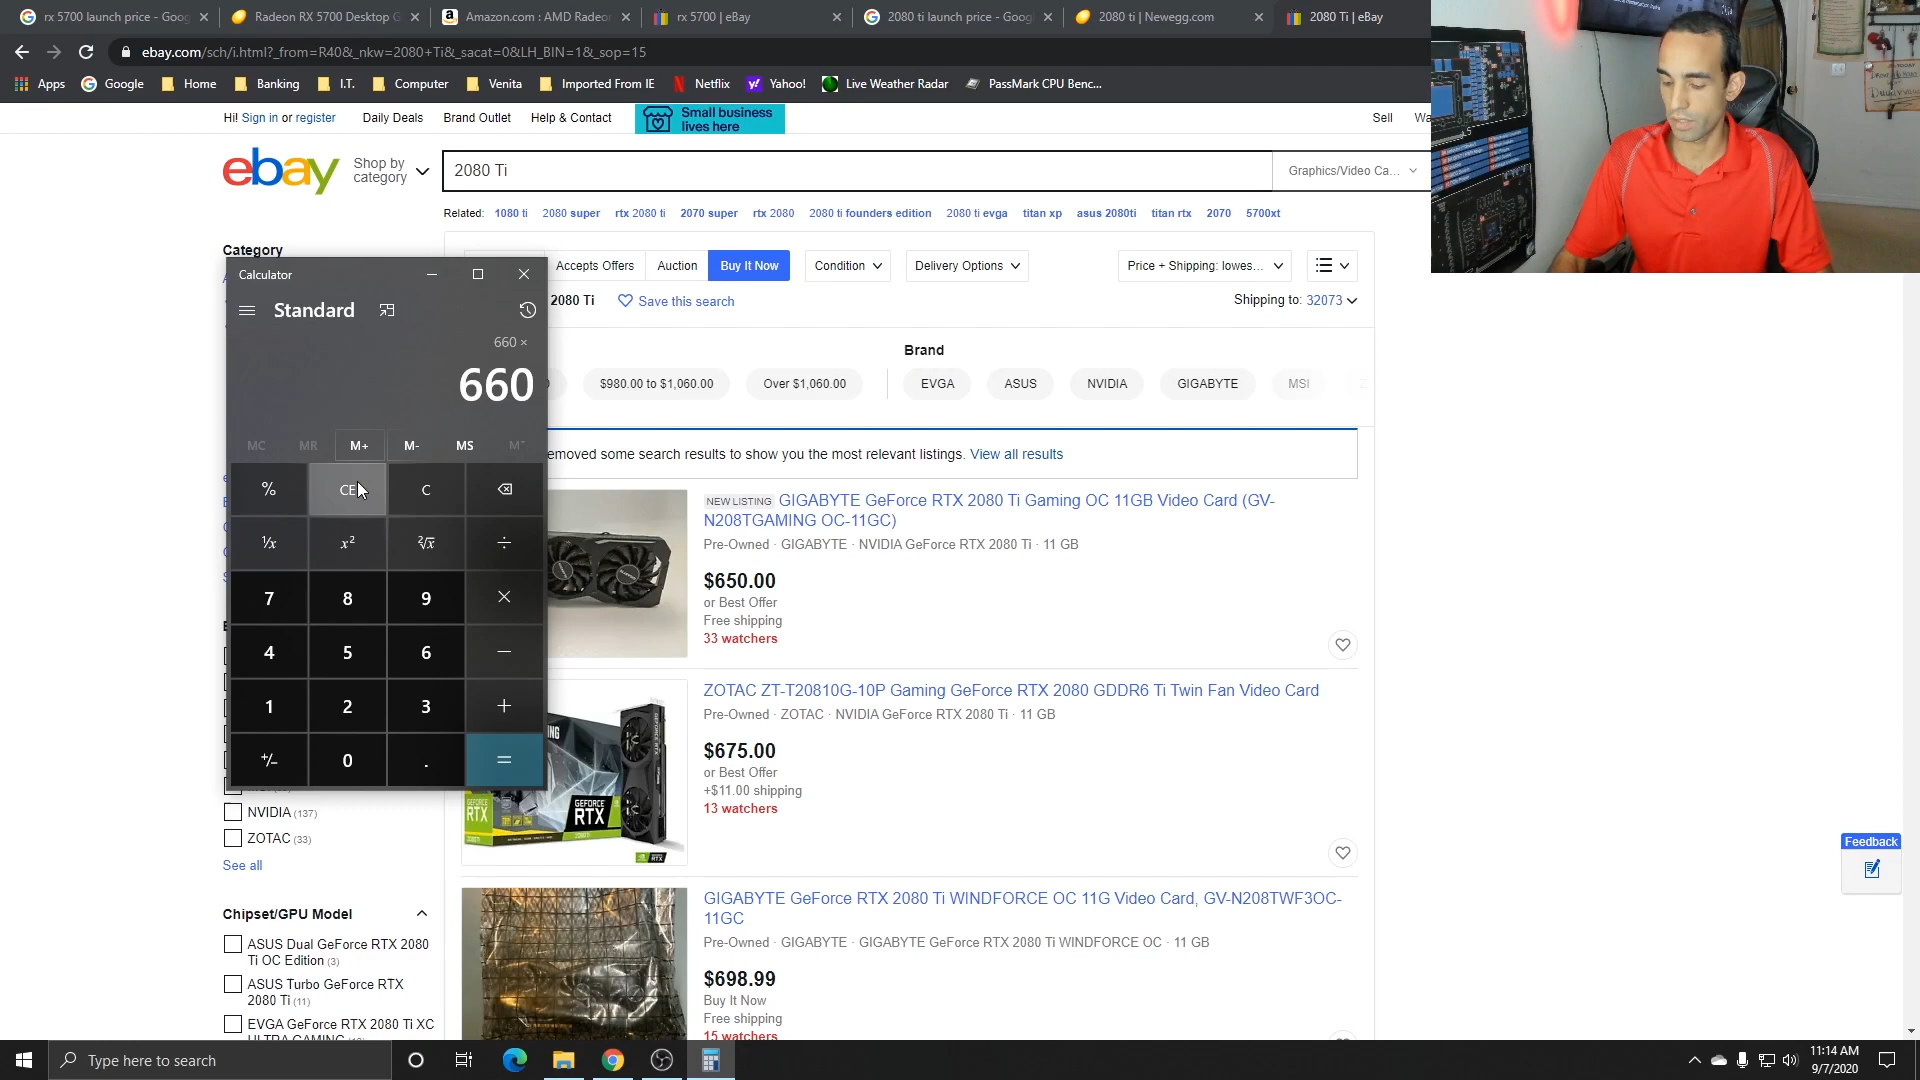 rx 5700 launch price - Goog
Radeon RX 5700 Desktop G
Amazon.com : AMD Radeon
rx 5700 | eBay
2080 ti launch price - Goog
2080 ti | Newegg.com
2080 Ti | eBay
ebay.com/sch/i.html?_from=R40&_nkw=2080+Ti&_sacat=0&LH_BIN=1&_sop=15
Apps
Google
Home
Banking
I.T.
Computer
Venita
Imported From IE
Netflix
Yahoo!
Live Weather Radar
PassMark CPU Benc...
Hi! Sign in or register
Daily Deals
Brand Outlet
Help & Contact
Small business
lives here
Sell
ebay
Shop by
category
2080 Ti
Graphics/Video Ca...
Related: 1080 ti 2080 super rtx 2080 ti 2070 super rtx 2080 2080 ti founders edition 2080 ti evga titan xp asus 2080ti titan rtx 2070 5700xt
Category
Accepts Offers
Auction
Buy It Now
Condition
Delivery Options
Price + Shipping: lowes...
2080 Ti
Save this search
Shipping to: 32073
Brand
$980.00 to $1,060.00
Over $1,060.00
EVGA
ASUS
NVIDIA
GIGABYTE
MSI
emoved some search results to show you the most relevant listings. View all results
Calculator
Standard
660 ×
660
MC MR M+ M- MS M
% CE C
1/x x² ²√x ÷
7 8 9 ×
4 5 6 −
1 2 3 +
+/− 0 . =
NEW LISTING GIGABYTE GeForce RTX 2080 Ti Gaming OC 11GB Video Card (GV-
N208TGAMING OC-11GC)
Pre-Owned · GIGABYTE · NVIDIA GeForce RTX 2080 Ti · 11 GB
$650.00
or Best Offer
Free shipping
33 watchers
ZOTAC ZT-T20810G-10P Gaming GeForce RTX 2080 GDDR6 Ti Twin Fan Video Card
Pre-Owned · ZOTAC · NVIDIA GeForce RTX 2080 Ti · 11 GB
$675.00
or Best Offer
+$11.00 shipping
13 watchers
GEFORCE
RTX
GEFORCE
RTX
GIGABYTE GeForce RTX 2080 Ti WINDFORCE OC 11G Video Card, GV-N208TWF3OC-
11GC
Pre-Owned · GIGABYTE · GIGABYTE GeForce RTX 2080 Ti WINDFORCE OC · 11 GB
$698.99
Buy It Now
Free shipping
15 watchers
NVIDIA (137)
ZOTAC (33)
See all
Chipset/GPU Model
ASUS Dual GeForce RTX 2080
Ti OC Edition (3)
ASUS Turbo GeForce RTX
2080 Ti (11)
EVGA GeForce RTX 2080 Ti XC
ULTRA GAMING
Feedback
Type here to search
11:14 AM
9/7/2020